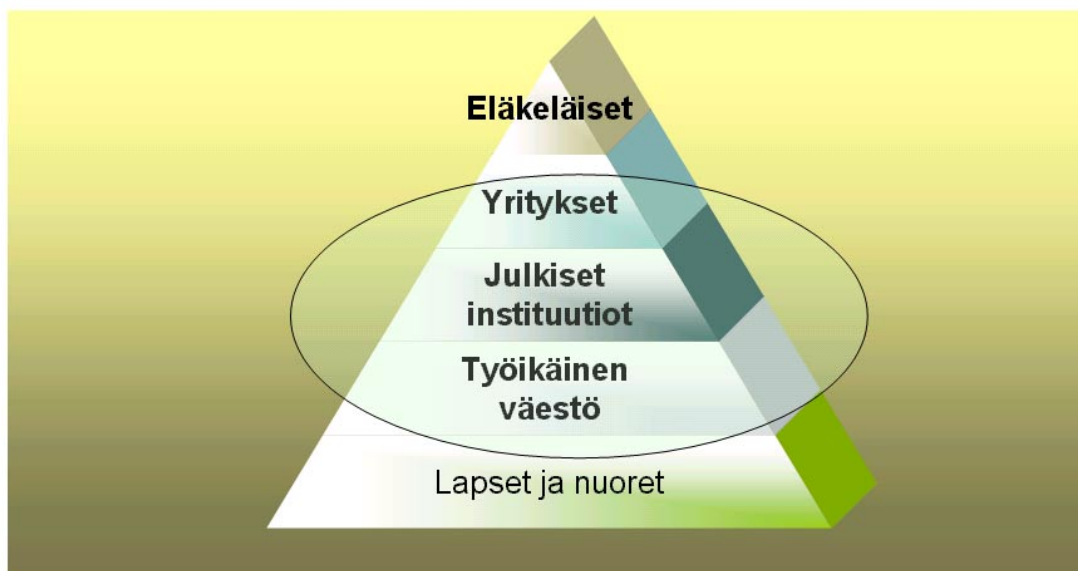 Eläkeläiset
Yritykset
Julkiset
instituutiot
Työikäinen
väestö
Lapset ja nuoret